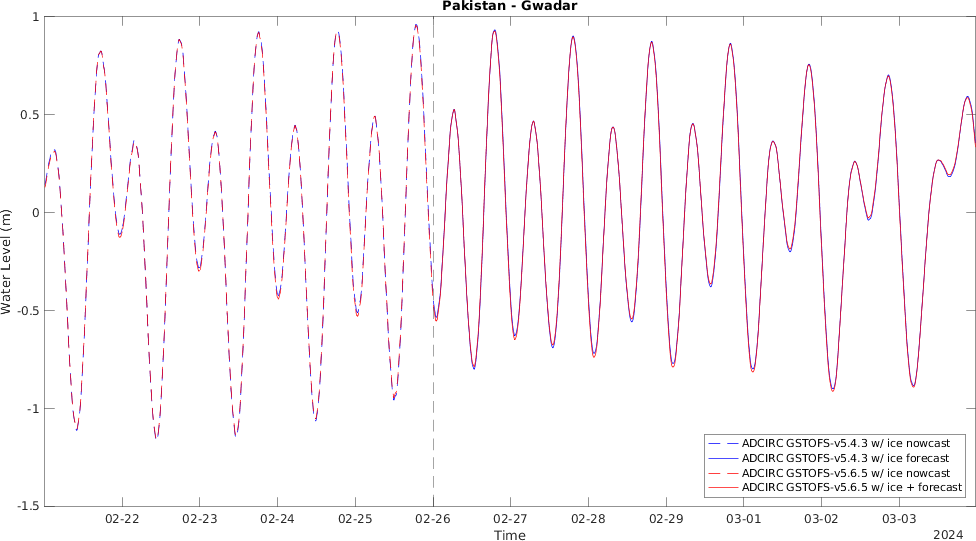 Pakistan - Gwadar
1
0.5
0
-0.5
-1
-1.5
Water Level (m)
ADCIRC GSTOFS-v5.4.3 w/ ice nowcast
ADCIRC GSTOFS-v5.4.3 w/ ice forecast
ADCIRC GSTOFS-v5.6.5 w/ ice nowcast
ADCIRC GSTOFS-v5.6.5 w/ ice + forecast
02-22 02-23 02-24 02-25 02-26 02-27 02-28 02-29 03-01 03-02 03-03
Time
2024